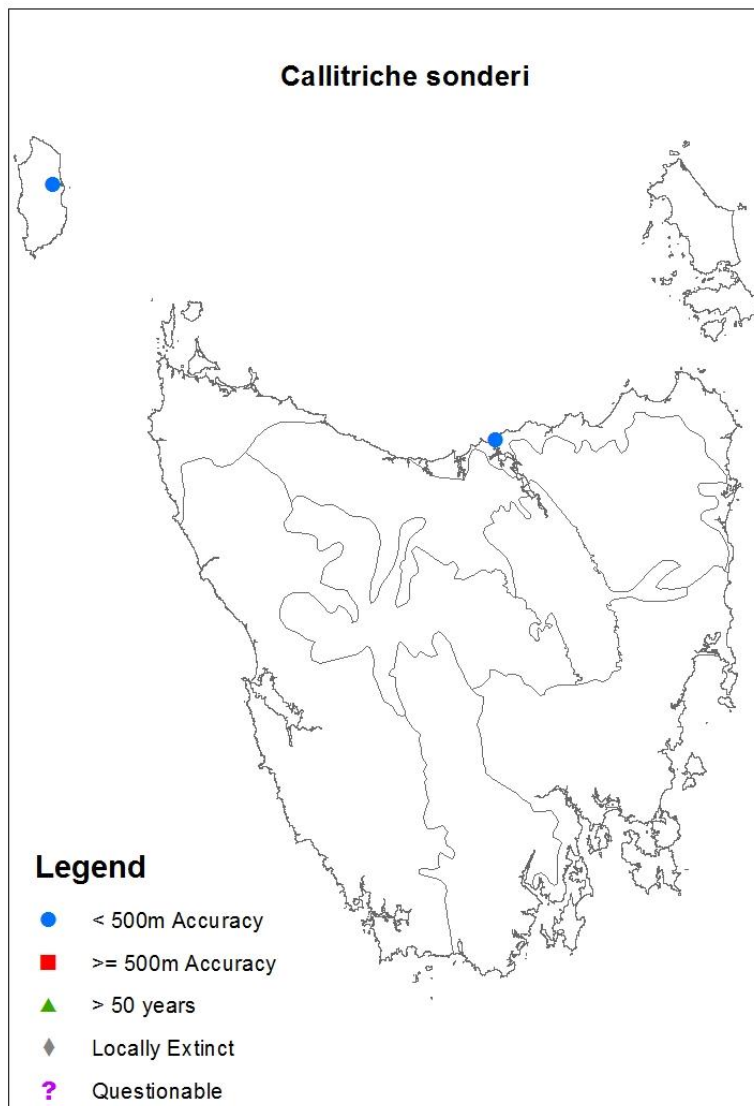 Callitriche sonderi
Legend
< 500m Accuracy
>= 500m Accuracy
> 50 years
Locally Extinct
? Questionable